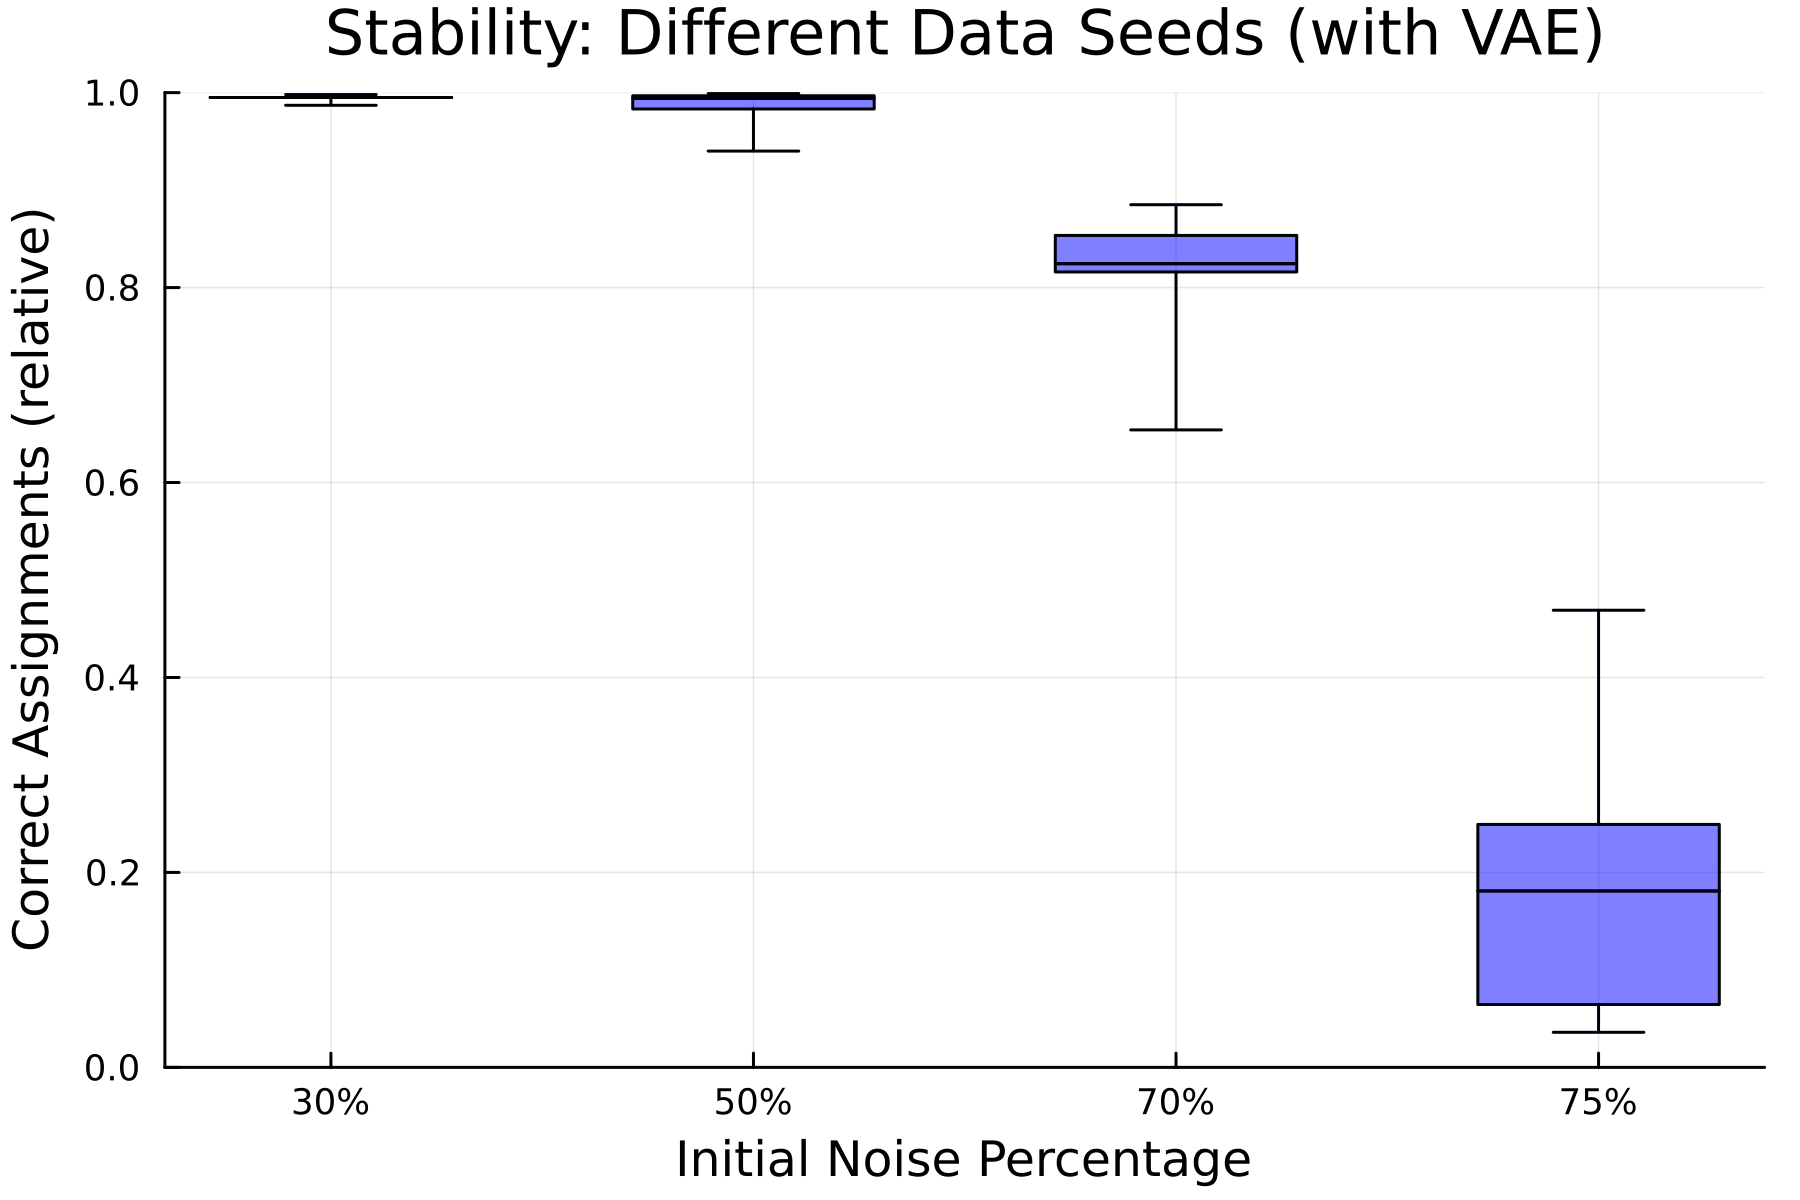 Stability: Different Data Seeds (with VAE)
Correct Assignments (relative)
1.0
0.8
0.6
0.4
0.2
0.0
30% 50% 70% 75%
Initial Noise Percentage